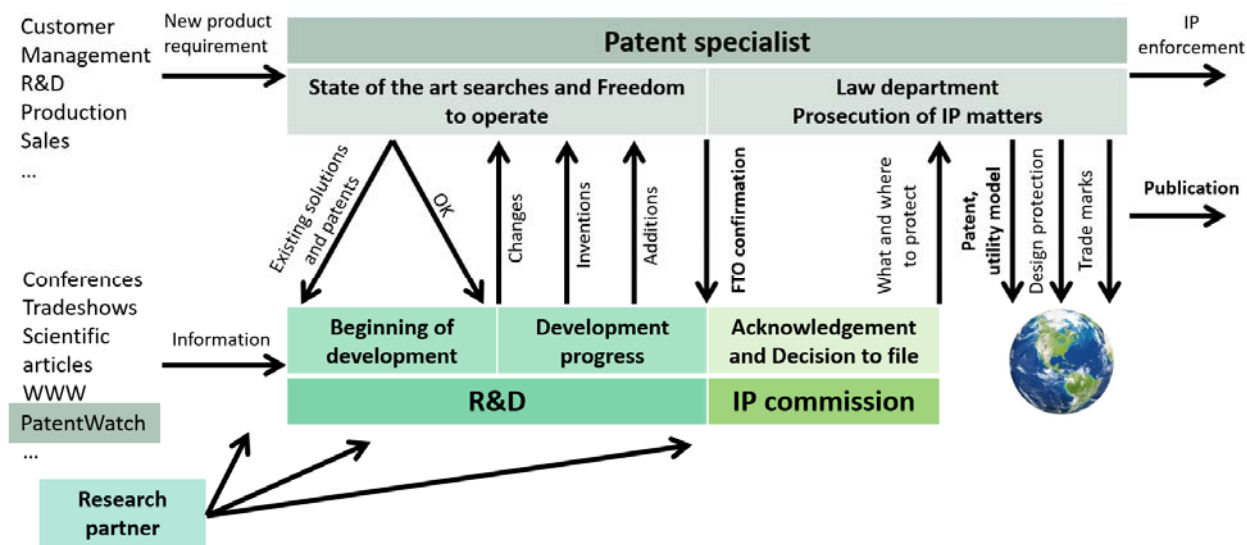 Customer
Management
R&D
Production
Sales
...
New product
requirement
Patent specialist
State of the art searches and Freedom
to operate
Law department
Prosecution of IP matters
IP
enforcement
Publication
Existing solutions
and patents
OK
Changes
Inventions
Additions
FTO confirmation
What and where
to protect
Patent,
utility model
Design protection
Trade marks
Conferences
Tradeshows
Scientific
articles
WWW
PatentWatch
...
Information
Beginning of
development
Development
progress
Acknowledgement
and Decision to file
R&D
IP commission
Research
partner